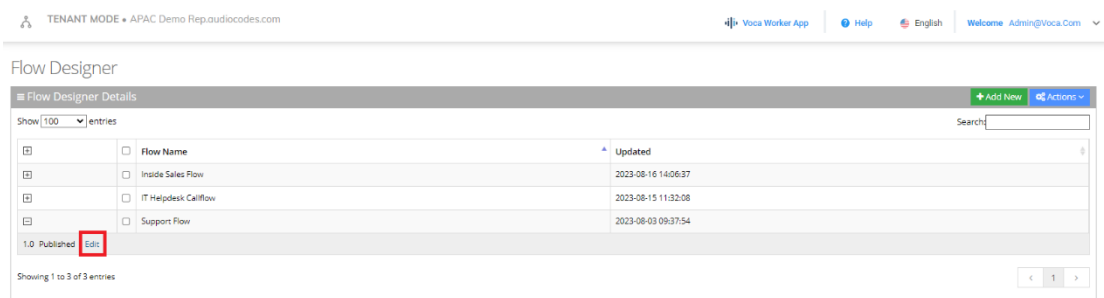 TENANT MODE • APAC Demo Rep.audiocodes.com
Voca Worker App Help English Welcome Admin@Voca.Com
Flow Designer
Flow Designer Details
Add New Actions
Show 100 entries Search:
Flow Name Updated
Inside Sales Flow 2023-08-16 14:06:37
IT Helpdesk Callflow 2023-08-15 11:32:08
Support Flow 2023-08-03 09:37:54
1.0 Published Edit
Showing 1 to 3 of 3 entries < 1 >